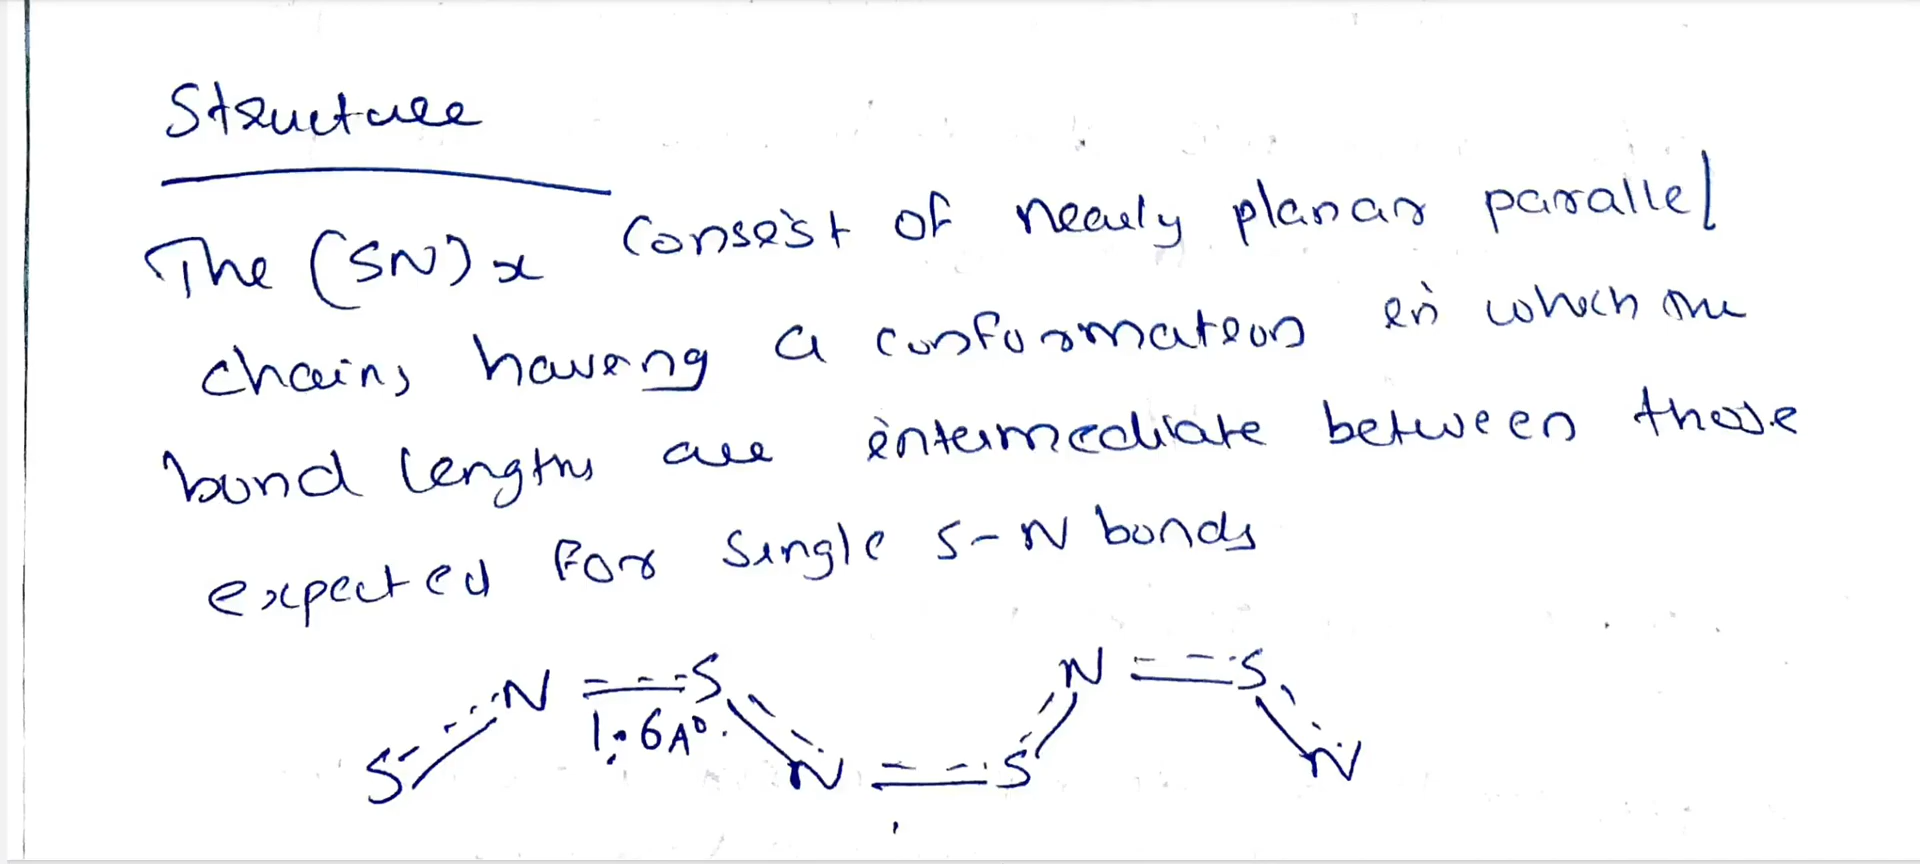 Structure
The (SN)x consist of nearly planar parallel
chains having a conformation in which the
bond lengths are intermediate between those
expected for single S-N bonds
N S N S
1.6A°
S N S N